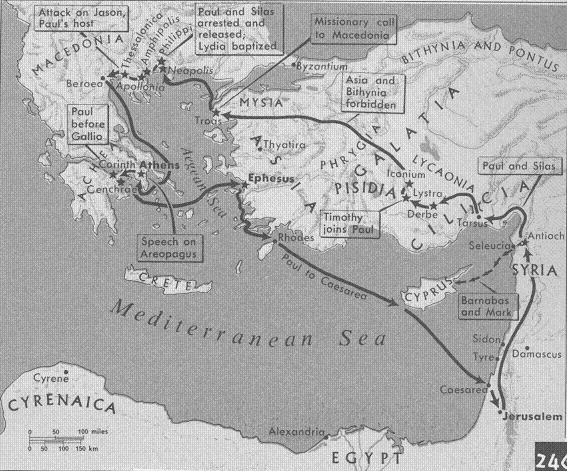 Attack on Jason,
Paul's host
Paul and Silas
arrested and
released;
Lydia baptized
Missionary call
to Macedonia
MACEDONIA
Thessalonica
Amphipolis
Philippi
Neapolis
Apollonia
Beroea
Byzantium
BITHYNIA AND PONTUS
Asia and
Bithynia
forbidden
MYSIA
Troas
Paul
before
Gallio
Thyatira
ASIA
PHRYGIA
GALATIA
Aegean Sea
ACHAEA
Corinth
Athens
Cenchrae
Ephesus
PISIDIA
Iconium
LYCAONIA
Lystra
Derbe
Paul and Silas
CILICIA
Tarsus
Timothy
joins Paul
Antioch
Seleucia
SYRIA
Speech on
Areopagus
Rhodes
Paul to Caesarea
CRETE
CYPRUS
Barnabas
and Mark
Mediterranean Sea
Sidon
Tyre
Damascus
Cyrene
CYRENAICA
Caesarea
Jerusalem
0 50 100 miles
0 50 100 150 km
Alexandria
EGYPT
246